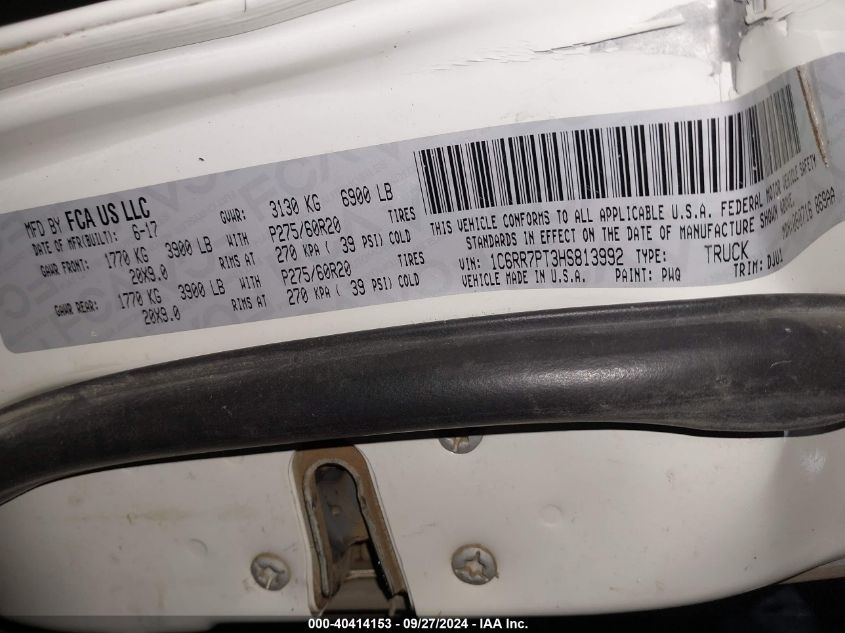 MFD BY FCA US LLC
DATE OF MFR(BUILT): 6-17
GVWR: 3130 KG 6900 LB
GAWR FRONT: 1770 KG 3900 LB WITH P275/60R20 TIRES
20X9.0 RIMS AT 270 KPA ( 39 PSI) COLD
GAWR REAR: 1770 KG 3900 LB WITH P275/60R20 TIRES
20X9.0 RIMS AT 270 KPA ( 39 PSI) COLD
THIS VEHICLE CONFORMS TO ALL APPLICABLE U.S.A. FEDERAL MOTOR VEHICLE SAFETY
STANDARDS IN EFFECT ON THE DATE OF MANUFACTURE SHOWN ABOVE.
VIN: 1C6RR7PT3HS813992 TYPE: TRUCK
VEHICLE MADE IN U.S.A. PAINT: PWQ TRIM: DJV1
869AA
000-40414153 - 09/27/2024 - IAA Inc.